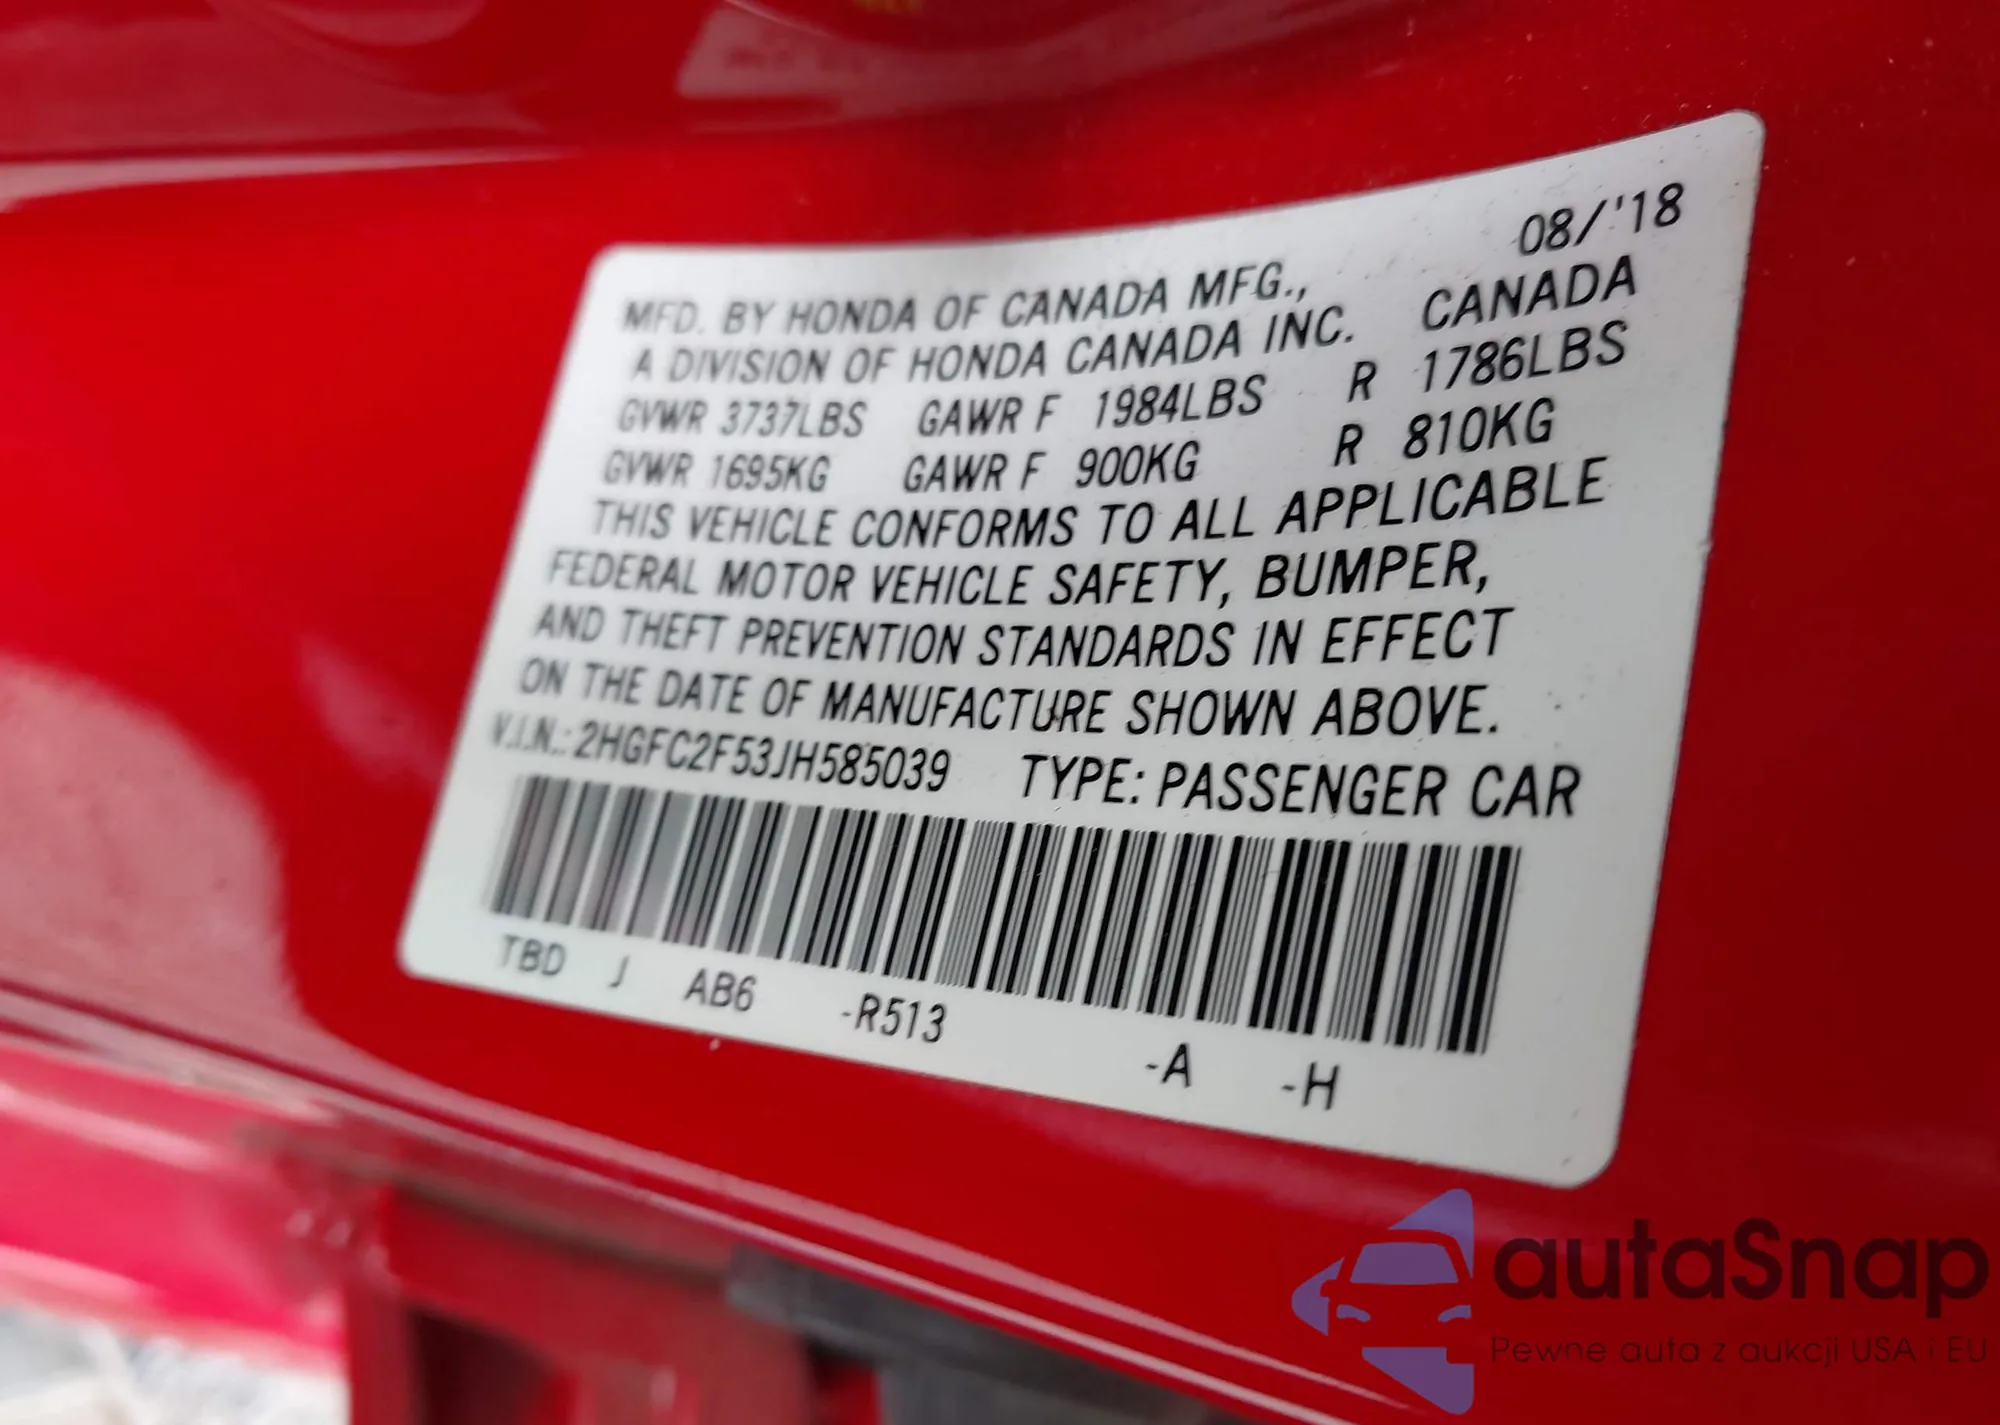 08/'18
MFD. BY HONDA OF CANADA MFG.,
A DIVISION OF HONDA CANADA INC. CANADA
GVWR 3737LBS GAWR F 1984LBS R 1786LBS
GVWR 1695KG GAWR F 900KG R 810KG
THIS VEHICLE CONFORMS TO ALL APPLICABLE
FEDERAL MOTOR VEHICLE SAFETY, BUMPER,
AND THEFT PREVENTION STANDARDS IN EFFECT
ON THE DATE OF MANUFACTURE SHOWN ABOVE.
V.I.N.: 2HGFC2F53JH585039 TYPE: PASSENGER CAR
TBD J AB6 -R513 -A -H
autaSnap
Pewne auta z aukcji USA i EU